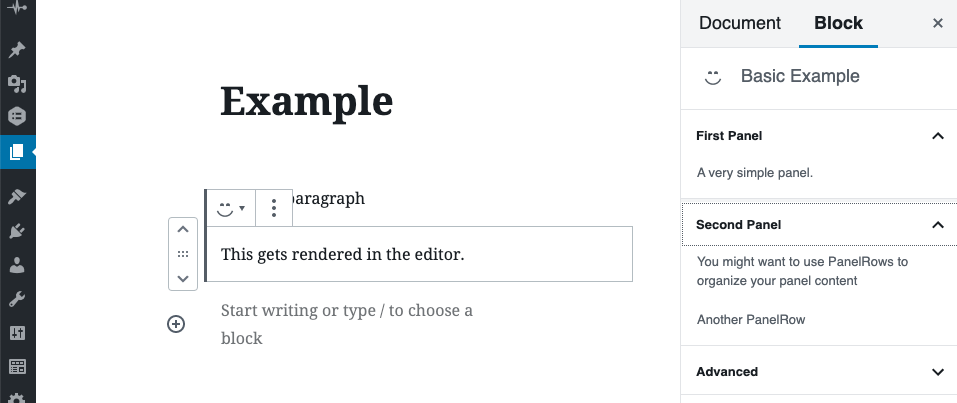 Document Block
Basic Example
Example
First Panel
A very simple panel.
paragraph
Second Panel
This gets rendered in the editor.
You might want to use PanelRows to
organize your panel content
Start writing or type / to choose a
block
Another PanelRow
Advanced